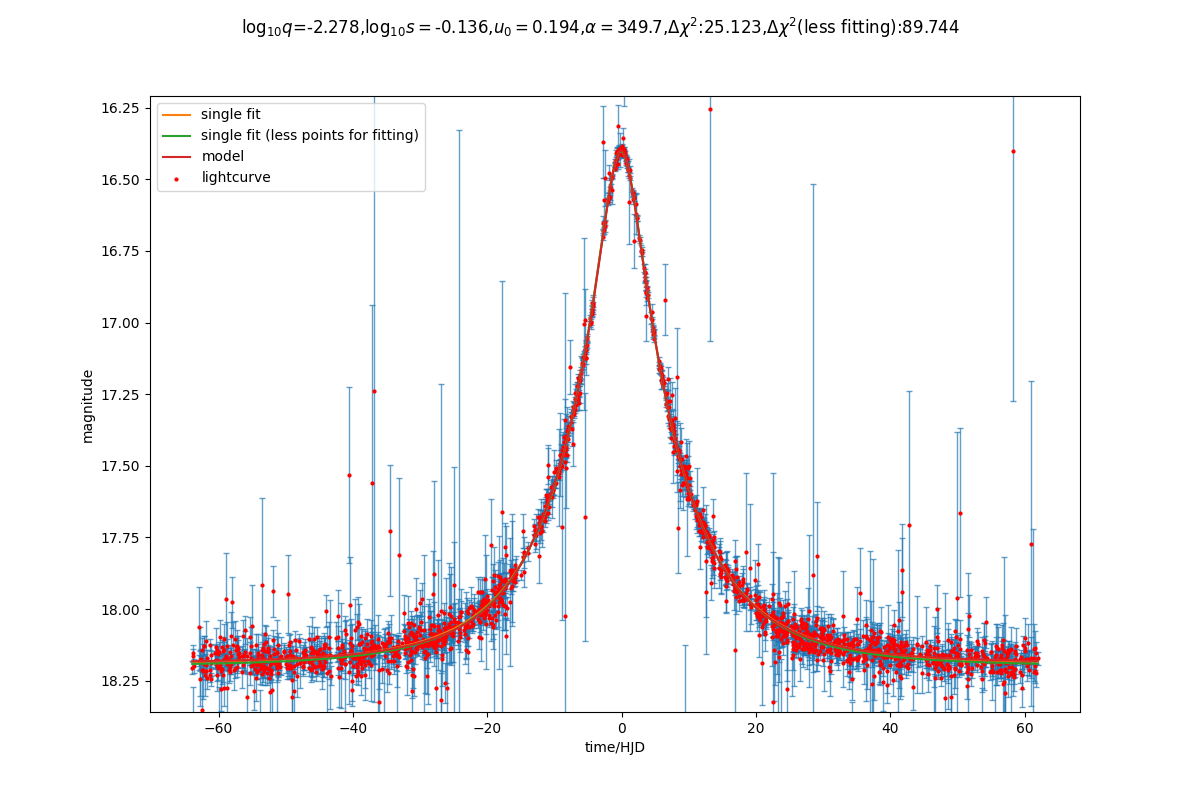 log₁₀q=-2.278,log₁₀s = -0.136,u₀ = 0.194,α = 349.7,Δχ²:25.123,Δχ²(less fitting):89.744
single fit
single fit (less points for fitting)
model
lightcurve
16.25
16.50
16.75
17.00
17.25
17.50
17.75
18.00
18.25
magnitude
−60
−40
−20
0
20
40
60
time/HJD